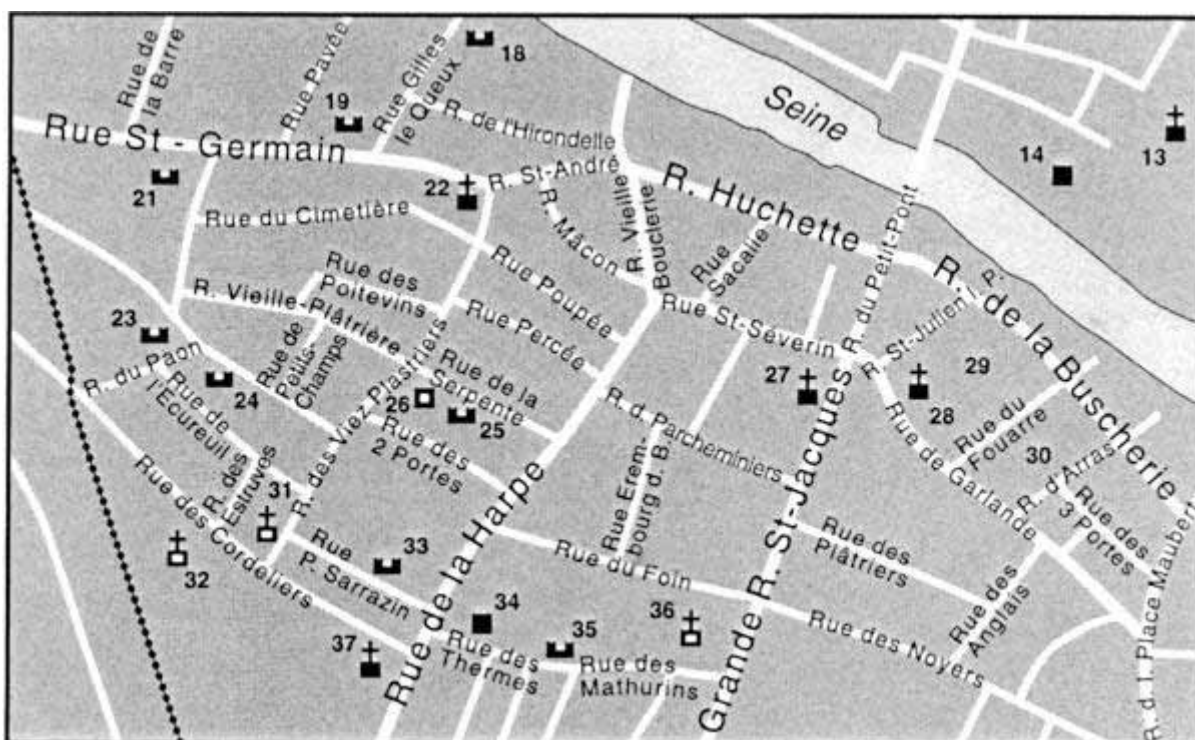 18
Seine
13
14
Rue de
la Barre
Rue Pavée
19
Rue Gilles
le Queux
R. de l'Hirondelle
Rue St - Germain
21
22
R. St-André
R. Huchette
Rue du Cimetière
R. Mâcon
R. Vieille
Bouclerie
Rue
Sacalie
R. du Petit-Pont
R. de la Buscherie
St-Julien l. P.
Rue des
Poitevins
R. Vieille-Plâtrière
Rue Poupée
Rue Percée
Rue St-Séverin
23
R. du Paon
24
Rue de
Petits-
Champs
R. des Viez Plastriers
Rue de la
Serpente
26
25
27
28
29
Rue du
Fouarre
30
R. d'Arras
Rue des
3 Portes
Rue de Garlande
Rue de
l'Ecureuil
R. des
Estruves
31
Rue des
2 Portes
R. d. Parcheminiers
Rue Erem-
bourg d. B.
Rue des Cordeliers
32
Rue
P. Sarrazin
33
Rue de la Harpe
Rue du Foin
Grande R. St-Jacques
Rue des
Plâtriers
Rue des
Anglais
R. d. l. Place Maubert
34
35
36
37
Rue des
Thermes
Rue des
Mathurins
Rue des Noyers